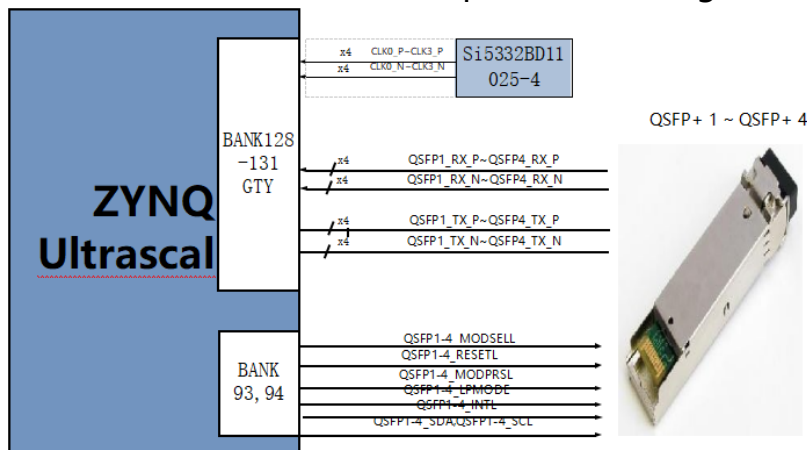 x4 CLK0_P~CLK3_P
x4 CLK0_N~CLK3_N
Si5332BD11
025-4
QSFP+ 1 ~ QSFP+ 4
BANK128
-131
GTY
x4 QSFP1_RX_P~QSFP4_RX_P
x4 QSFP1_RX_N~QSFP4_RX_N
ZYNQ
Ultrascal
x4 QSFP1_TX_P~QSFP4_TX_P
x4 QSFP1_TX_N~QSFP4_TX_N
BANK
93,94
QSFP1-4_MODSELL
QSFP1-4_RESETL
QSFP1-4_MODPRSL
QSFP1-4_LPMODE
QSFP1-4_INTL
QSFP1-4_SDA,QSFP1-4_SCL